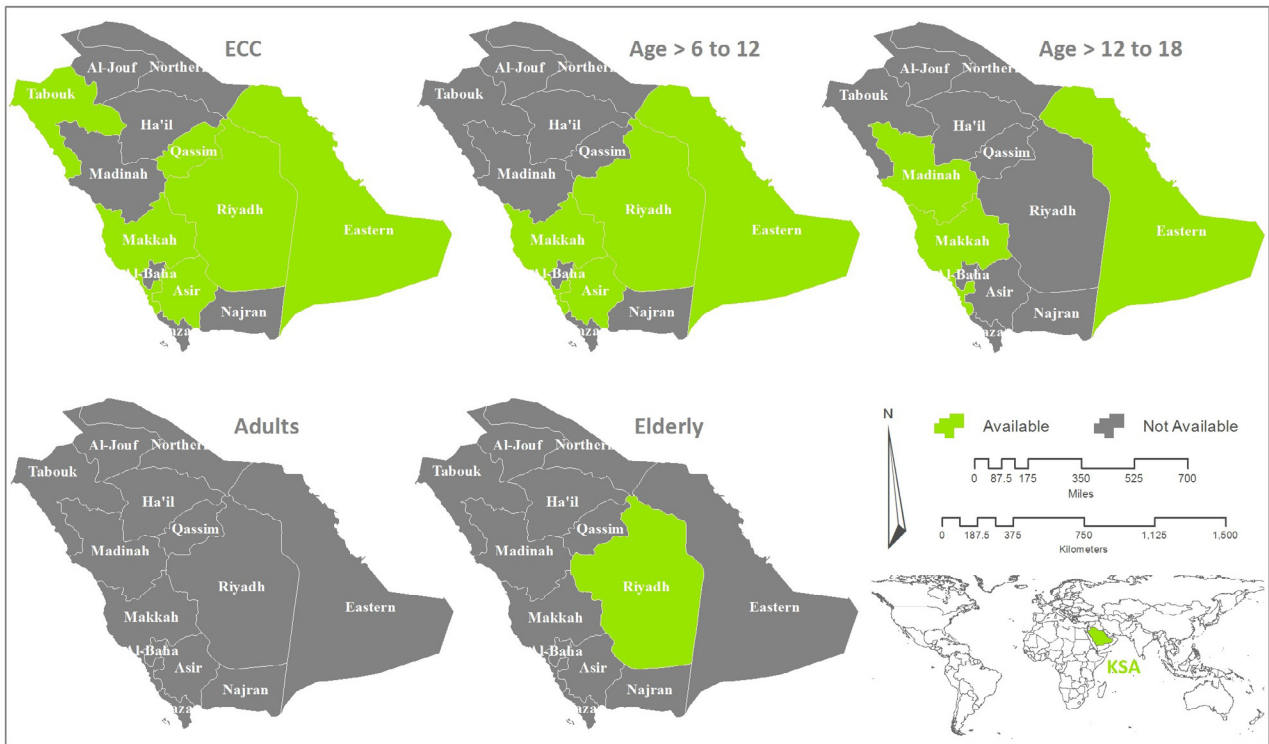 ECC
Al-Jouf Northern
Tabouk
Ha'il
Qassim
Madinah
Riyadh
Makkah
Eastern
Al-Baha
Asir
Najran
Age > 6 to 12
Al-Jouf Northern
Tabouk
Ha'il
Qassim
Madinah
Riyadh
Makkah
Eastern
Al-Baha
Asir
Najran
Age > 12 to 18
Al-Jouf Northern
Tabouk
Ha'il
Qassim
Madinah
Riyadh
Makkah
Eastern
Al-Baha
Asir
Najran
Adults
Al-Jouf Northern
Tabouk
Ha'il
Qassim
Madinah
Riyadh
Makkah
Eastern
Al-Baha
Asir
Najran
Elderly
Al-Jouf Northern
Tabouk
Ha'il
Qassim
Madinah
Riyadh
Makkah
Eastern
Al-Baha
Asir
Najran
N
Available Not Available
0 87.5 175 350 525 700
Miles
0 187.5 375 750 1,125 1,500
Kilometers
KSA